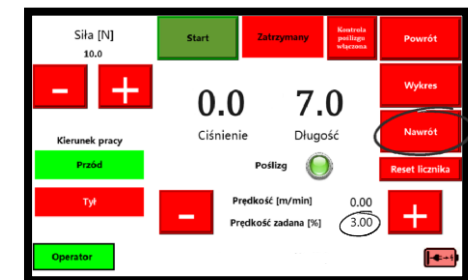 Siła [N]
10.0
Start
Zatrzymany
Kontrola
poślizgu
włączona
Powrót
- +
Wykres
0.0 7.0
Ciśnienie Długość
Nawrót
Kierunek pracy
Przód
Poślizg
Reset licznika
Tył
Prędkość [m/min] 0.00
Prędkość zadana [%] 3.00
- +
Operator